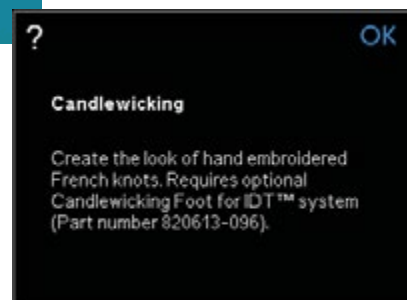 ? OK
Candlewicking
Create the look of hand embroidered
French knots. Requires optional
Candlewicking Foot for IDT™ system
(Part number 820613-096).